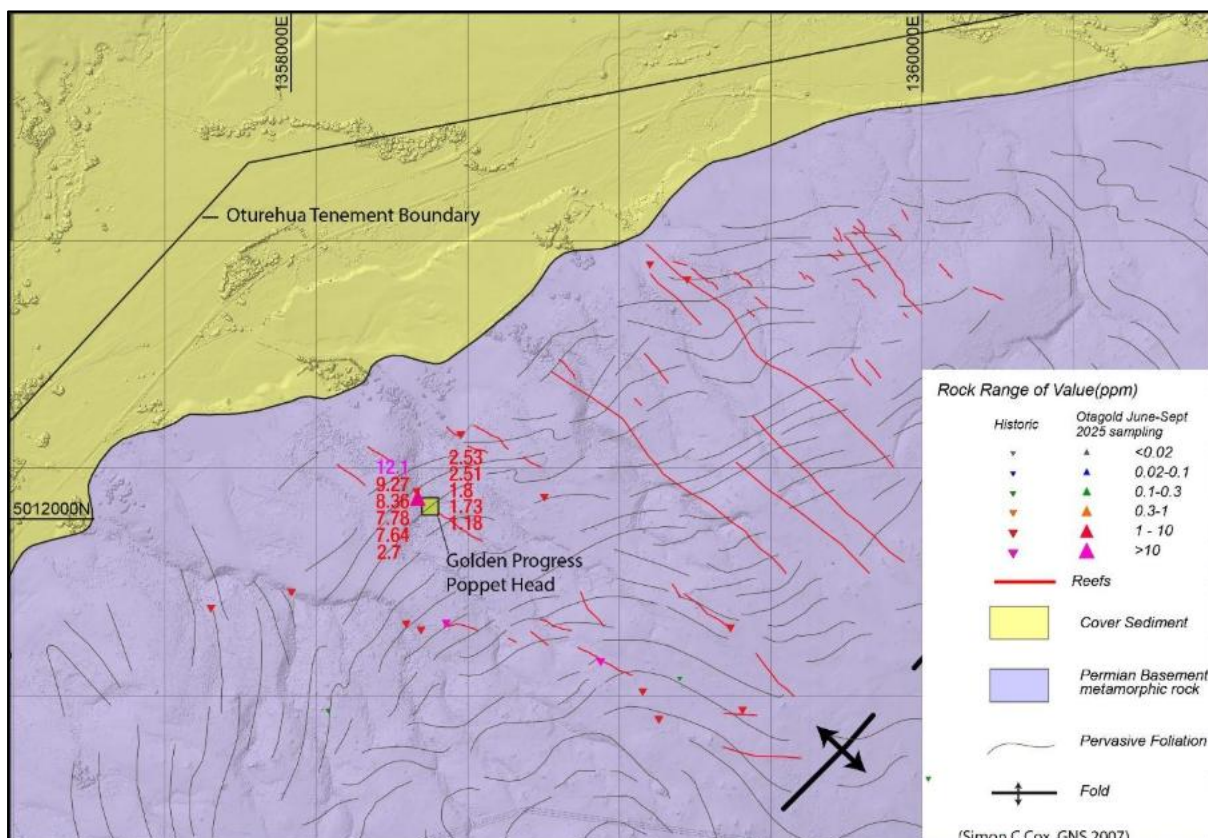 1358000E
1360000E
Oturehua Tenement Boundary
12.1
9.27
8.36
7.78
7.64
2.7
2.53
2.51
1.8
1.73
1.18
5012000N
Golden Progress
Poppet Head
Rock Range of Value(ppm)
Historic
Otagold June-Sept
2025 sampling
<0.02
0.02-0.1
0.1-0.3
0.3-1
1 - 10
>10
Reefs
Cover Sediment
Permian Basement
metamorphic rock
Pervasive Foliation
Fold
(Simon C Cox, GNS 2007)